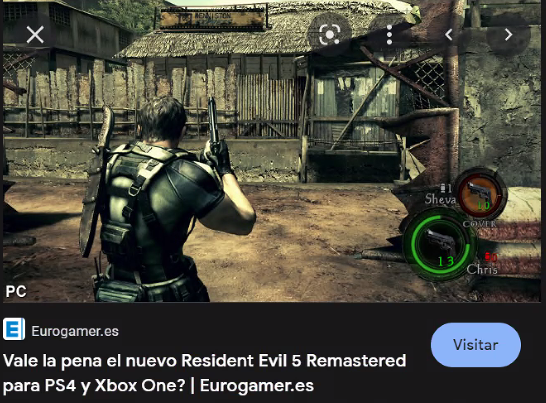 Sheva
10
COVER
13
Chris
PC
E Eurogamer.es
Visitar
Vale la pena el nuevo Resident Evil 5 Remastered
para PS4 y Xbox One? | Eurogamer.es